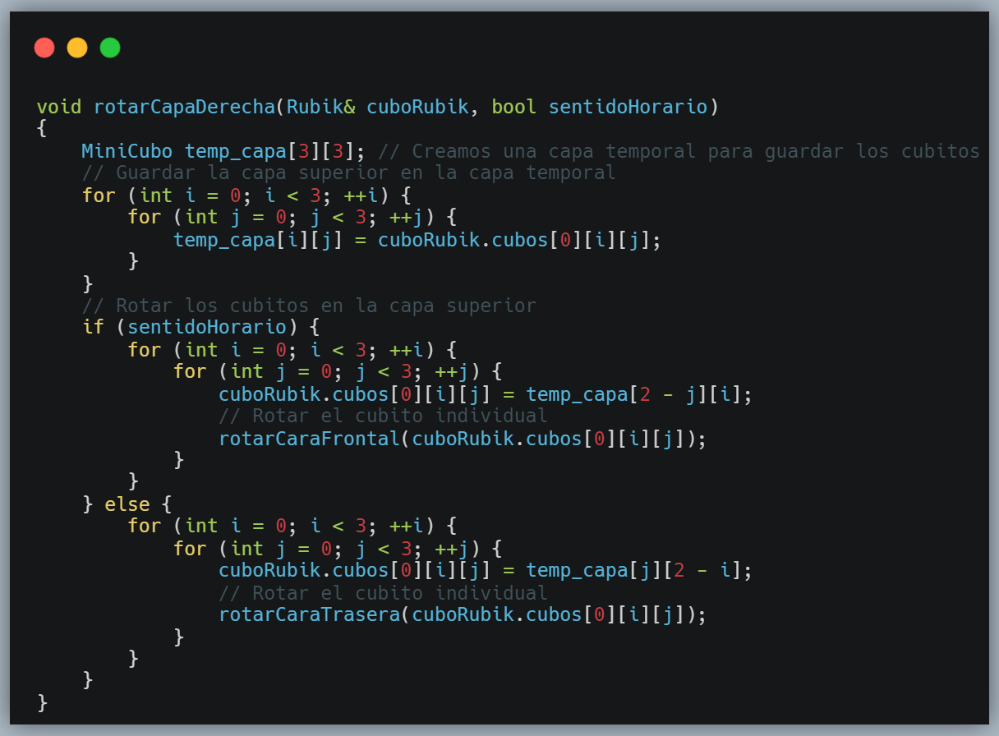 void rotarCapaDerecha(Rubik& cuboRubik, bool sentidoHorario)
{
    MiniCubo temp_capa[3][3]; // Creamos una capa temporal para guardar los cubitos
    // Guardar la capa superior en la capa temporal
    for (int i = 0; i < 3; ++i) {
        for (int j = 0; j < 3; ++j) {
            temp_capa[i][j] = cuboRubik.cubos[0][i][j];
        }
    }
    // Rotar los cubitos en la capa superior
    if (sentidoHorario) {
        for (int i = 0; i < 3; ++i) {
            for (int j = 0; j < 3; ++j) {
                cuboRubik.cubos[0][i][j] = temp_capa[2 - j][i];
                // Rotar el cubito individual
                rotarCaraFrontal(cuboRubik.cubos[0][i][j]);
            }
        }
    } else {
        for (int i = 0; i < 3; ++i) {
            for (int j = 0; j < 3; ++j) {
                cuboRubik.cubos[0][i][j] = temp_capa[j][2 - i];
                // Rotar el cubito individual
                rotarCaraTrasera(cuboRubik.cubos[0][i][j]);
            }
        }
    }
}